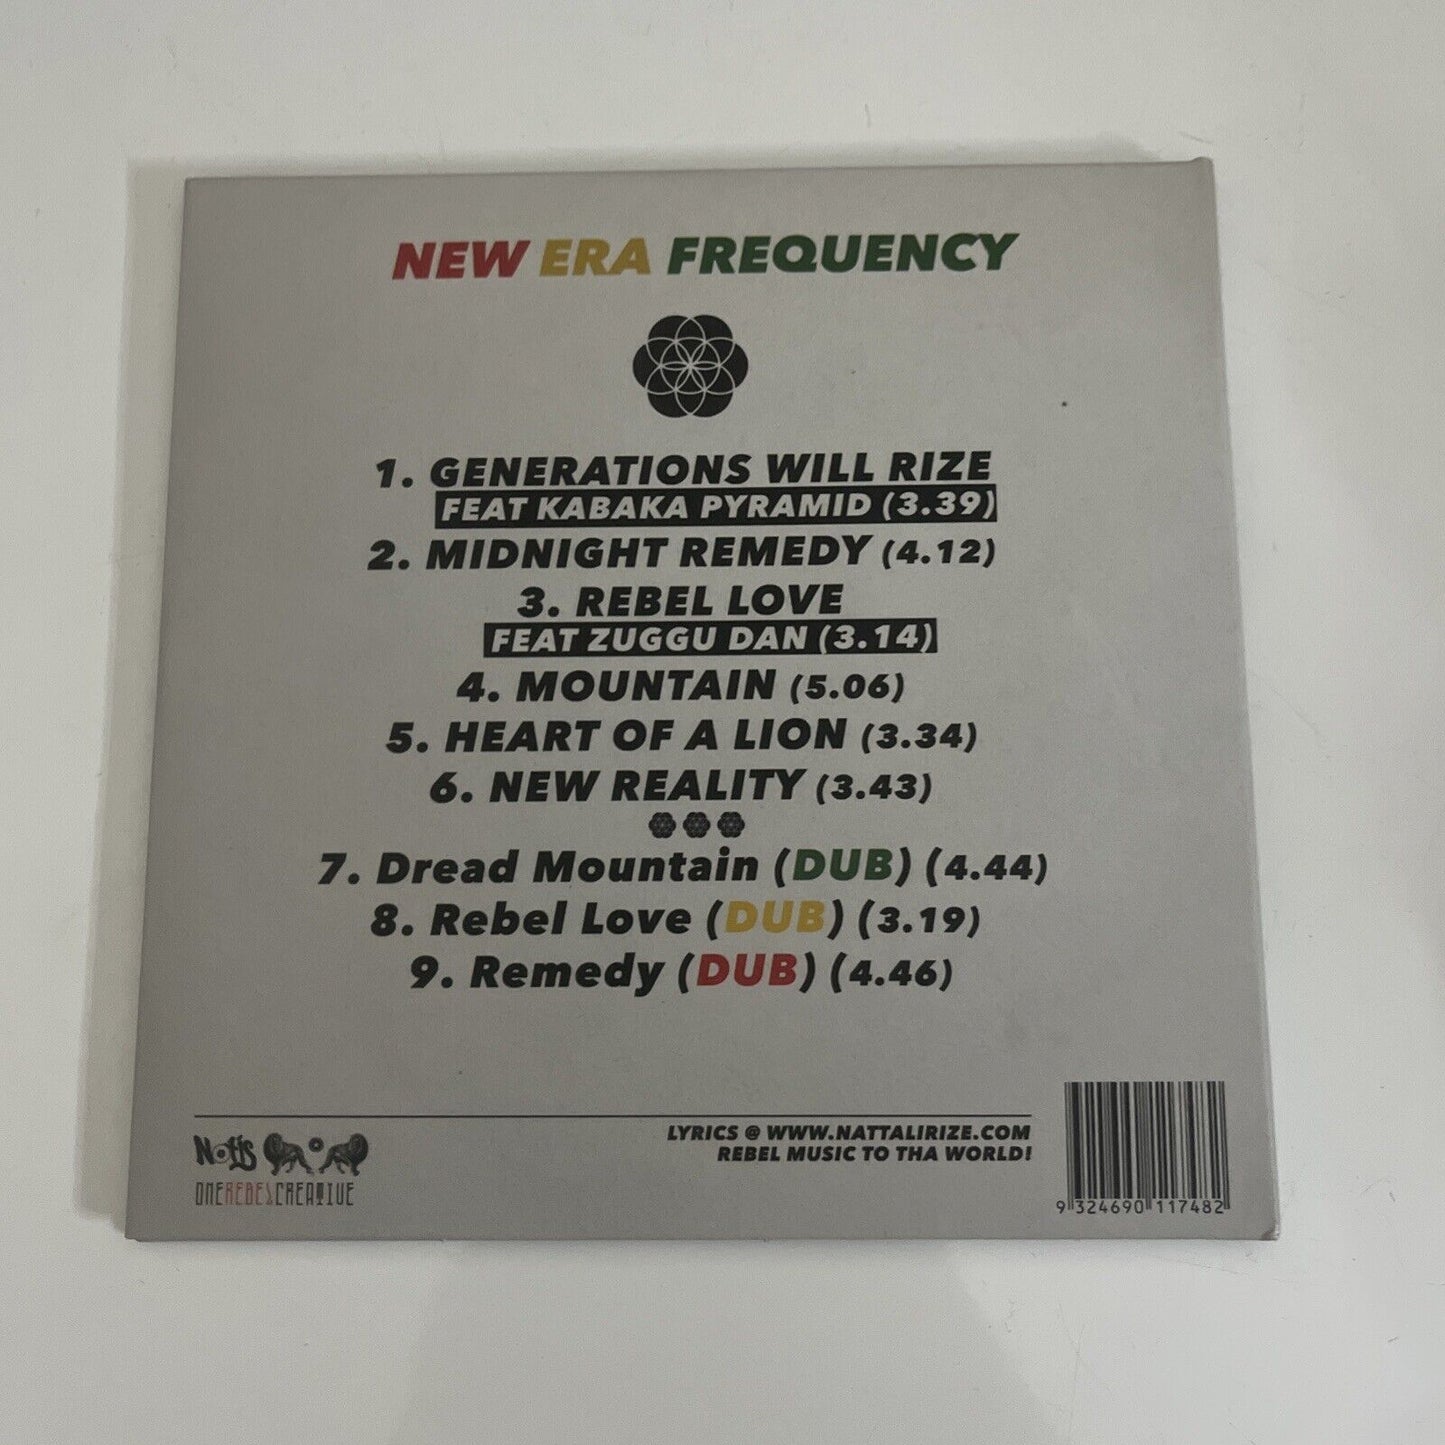 NEW ERA FREQUENCY
1. GENERATIONS WILL RIZE
FEAT KABAKA PYRAMID (3.39)
2. MIDNIGHT REMEDY (4.12)
3. REBEL LOVE
FEAT ZUGGU DAN (3.14)
4. MOUNTAIN (5.06)
5. HEART OF A LION (3.34)
6. NEW REALITY (3.43)
7. Dread Mountain (DUB) (4.44)
8. Rebel Love (DUB) (3.19)
9. Remedy (DUB) (4.46)
LYRICS @ WWW.NATTALIRIZE.COM
REBEL MUSIC TO THA WORLD!
ONEREBELCREATIVE
9 324690 117482